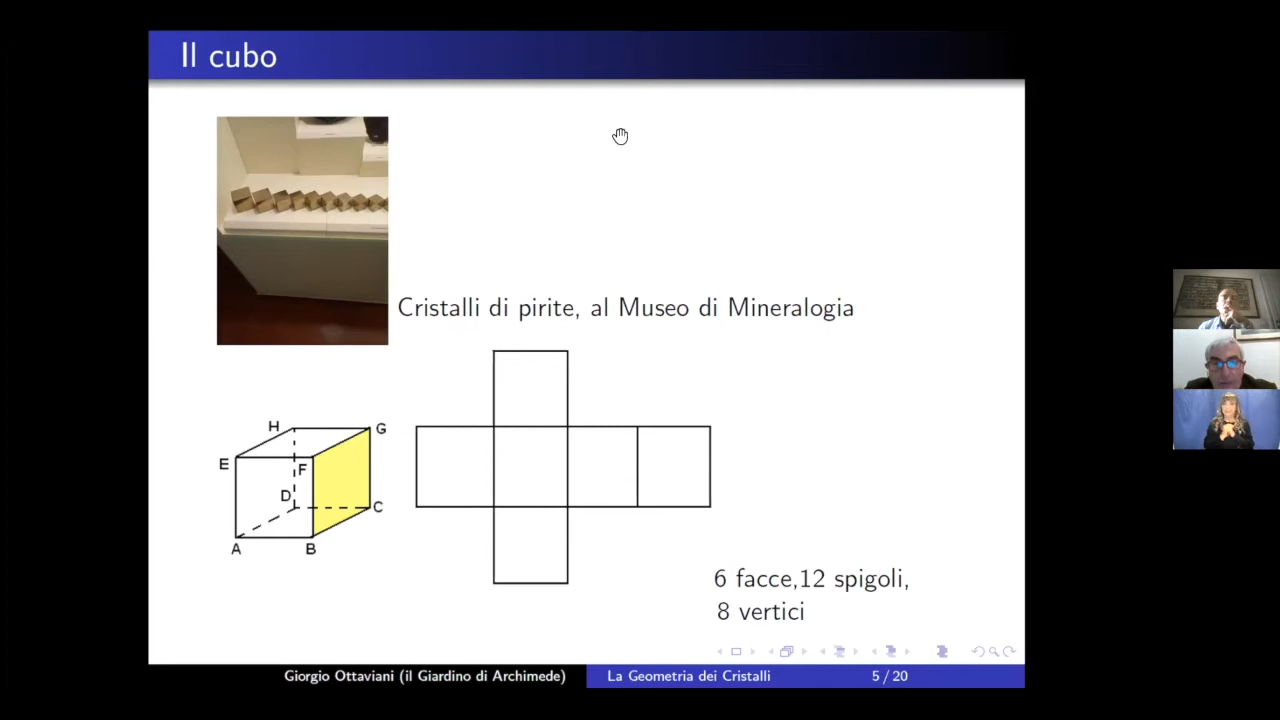 Il cubo
Cristalli di pirite, al Museo di Mineralogia
H
G
E
F
D
C
A
B
6 facce,12 spigoli,
8 vertici
Giorgio Ottaviani (il Giardino di Archimede)
La Geometria dei Cristalli
5 / 20